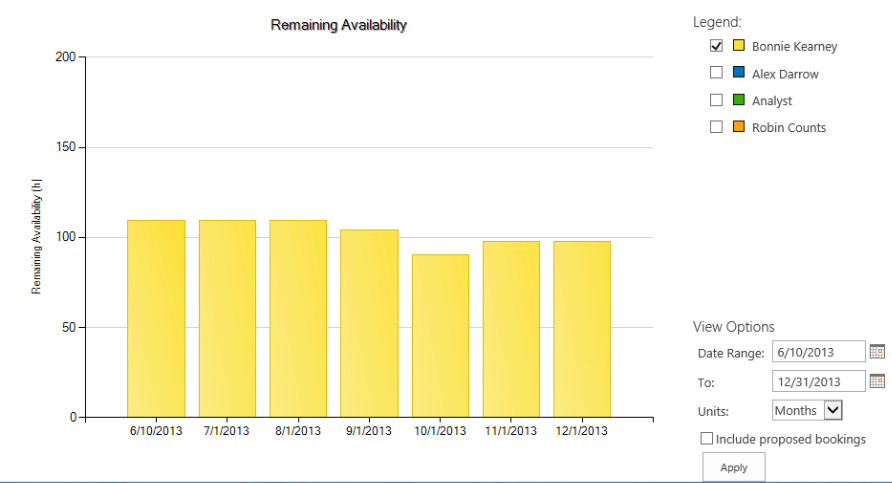 Remaining Availability
200
150
100
50
0
Remaining Availability (h)
6/10/2013 7/1/2013 8/1/2013 9/1/2013 10/1/2013 11/1/2013 12/1/2013
Legend:
Bonnie Kearney
Alex Darrow
Analyst
Robin Counts
View Options
Date Range: 6/10/2013
To: 12/31/2013
Units: Months
Include proposed bookings
Apply